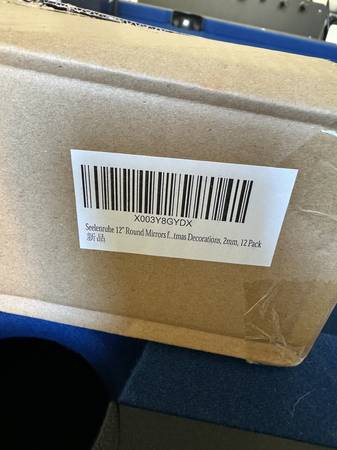 X003Y8GYDX
Seelenruhe 12" Round Mirrors f...tmas Decorations, 2mm, 12 Pack
新品